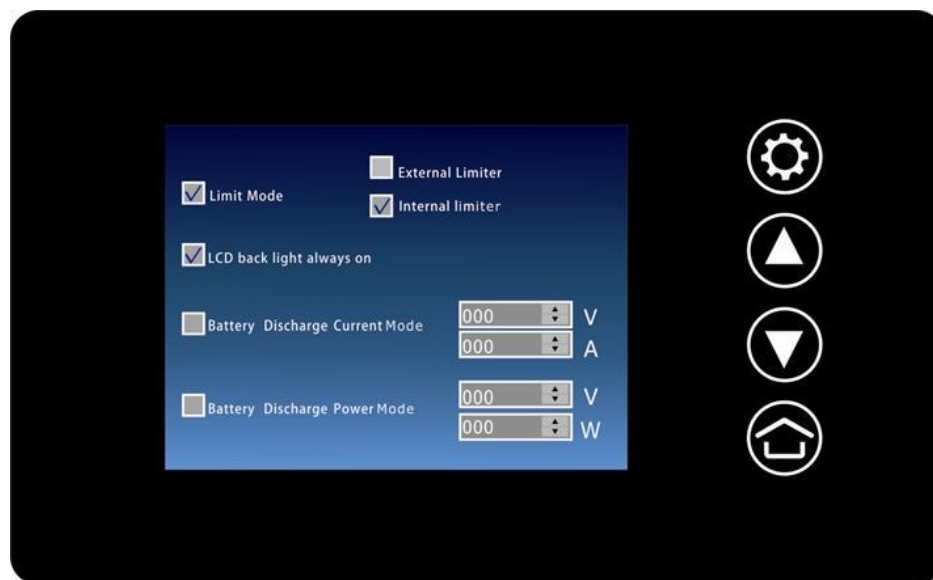 External Limiter
Limit Mode
Internal limiter
LCD back light always on
Battery Discharge Current Mode
000 V
000 A
Battery Discharge Power Mode
000 V
000 W